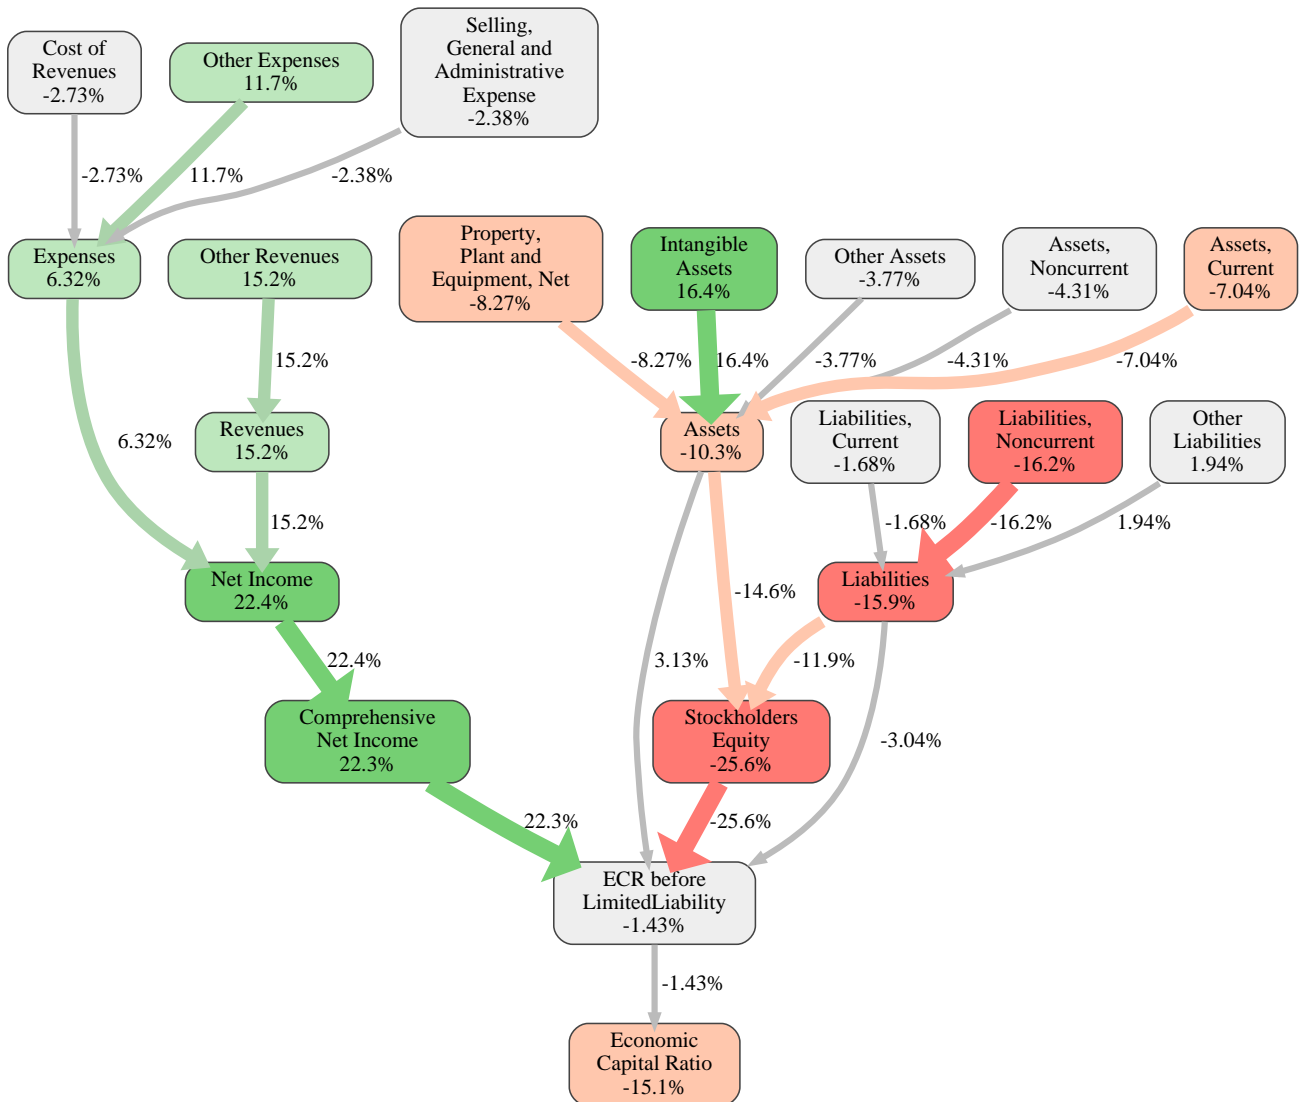 Cost of
Revenues
-2.73%
Other Expenses
11.7%
Selling,
General and
Administrative
Expense
-2.38%
-2.73%
11.7%
-2.38%
Expenses
6.32%
Other Revenues
15.2%
Property,
Plant and
Equipment, Net
-8.27%
Intangible
Assets
16.4%
Other Assets
-3.77%
Assets,
Noncurrent
-4.31%
Assets,
Current
-7.04%
15.2%
-8.27%
16.4%
-3.77%
-4.31%
-7.04%
6.32%
Revenues
15.2%
Assets
-10.3%
Liabilities,
Current
-1.68%
Liabilities,
Noncurrent
-16.2%
Other
Liabilities
1.94%
15.2%
-1.68%
-16.2%
1.94%
Net Income
22.4%
-14.6%
Liabilities
-15.9%
22.4%
3.13%
-11.9%
Comprehensive
Net Income
22.3%
Stockholders
Equity
-25.6%
-3.04%
22.3%
-25.6%
ECR before
LimitedLiability
-1.43%
-1.43%
Economic
Capital Ratio
-15.1%